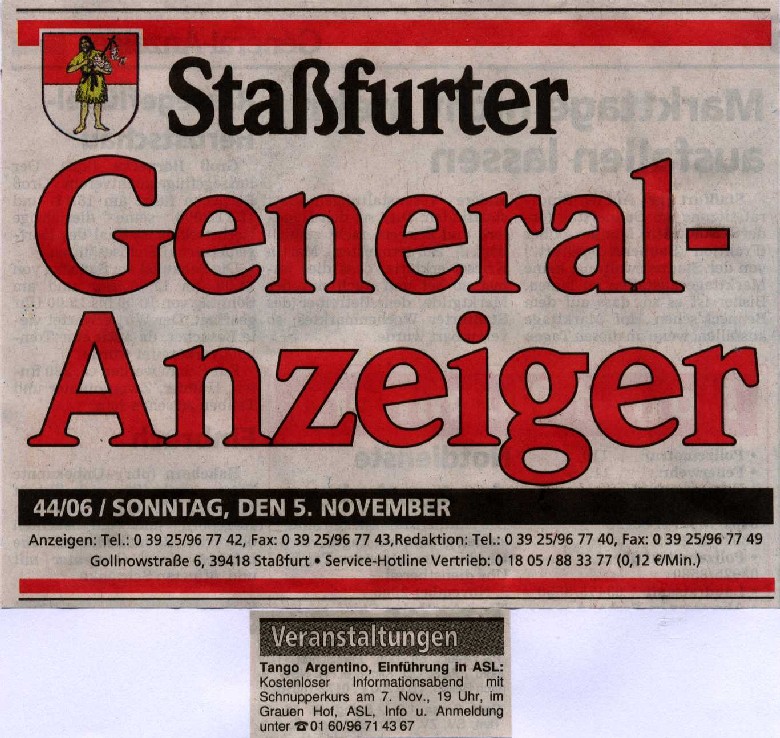 Staßfurter
General-
Anzeiger
44/06 / SONNTAG, DEN 5. NOVEMBER
Anzeigen: Tel.: 0 39 25/96 77 42, Fax: 0 39 25/96 77 43,Redaktion: Tel.: 0 39 25/96 77 40, Fax: 0 39 25/96 77 49
Gollnowstraße 6, 39418 Staßfurt • Service-Hotline Vertrieb: 0 18 05 / 88 33 77 (0,12 €/Min.)
Veranstaltungen
Tango Argentino, Einführung in ASL:
Kostenloser Informationsabend mit
Schnupperkurs am 7. Nov., 19 Uhr, im
Grauen Hof, ASL, Info u. Anmeldung
unter ☎ 01 60/96 71 43 67